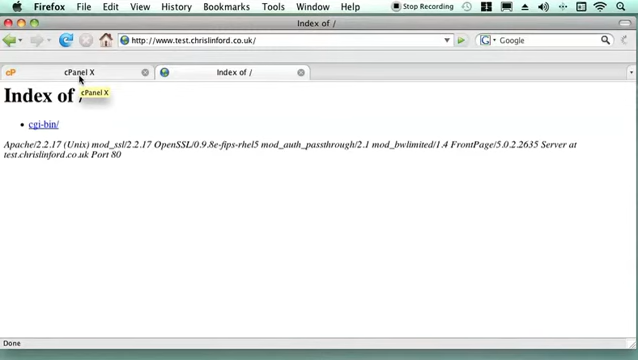 Firefox File Edit View History Bookmarks Tools Window Help Stop Recording
Index of /
http://www.test.chrislinford.co.uk/ Google
cP cPanel X Index of /
cPanel X
Index of /
cgi-bin/
Apache/2.2.17 (Unix) mod_ssl/2.2.17 OpenSSL/0.9.8e-fips-rhel5 mod_auth_passthrough/2.1 mod_bwlimited/1.4 FrontPage/5.0.2.2635 Server at
test.chrislinford.co.uk Port 80
Done